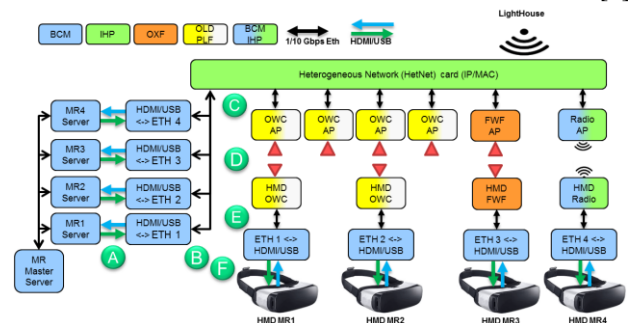 LightHouse
BCM
IHP
OXF
OLD
PLF
BCM
IHP
1/10 Gbps Eth
HDMI/USB
Heterogeneous Network (HetNet) card (IP/MAC)
C
OWC
AP
OWC
AP
OWC
AP
OWC
AP
FWF
AP
Radio
AP
MR4
Server
HDMI/USB
<-> ETH 4
MR3
Server
HDMI/USB
<-> ETH 3
D
MR2
Server
HDMI/USB
<-> ETH 2
HMD
OWC
HMD
OWC
HMD
FWF
HMD
Radio
MR1
Server
HDMI/USB
<-> ETH 1
E
A
B
F
ETH 1 <->
HDMI/USB
ETH 2 <->
HDMI/USB
ETH 3 <->
HDMI/USB
ETH 4 <->
HDMI/USB
MR
Master
Server
HMD MR1
HMD MR2
HMD MR3
HMD MR4